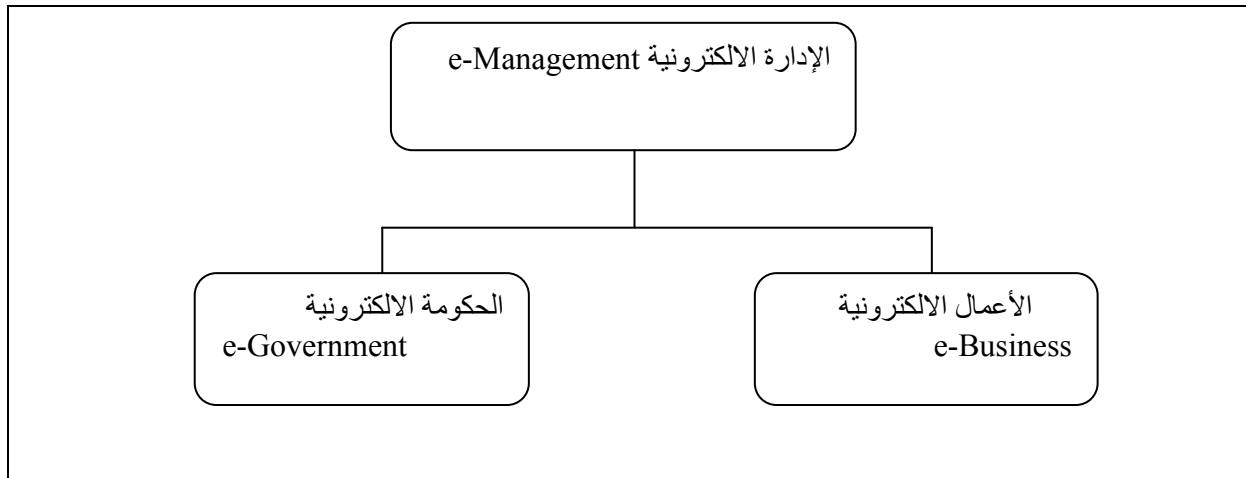 الإدارة الالكترونية e-Management
الأعمال الالكترونية
e-Business
الحكومة الالكترونية
e-Government